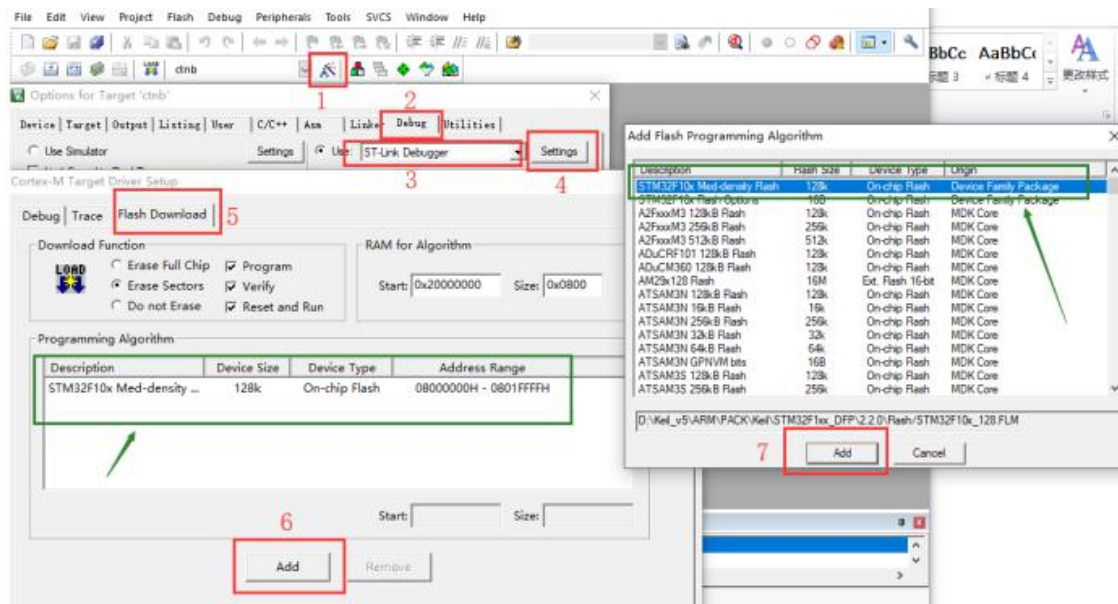 File Edit View Project Flash Debug Peripherals Tools SVCS Window Help
ctnb
1
BbCc AaBbCc
标题 3 标题 4 更改样式
Options for Target 'ctnb'
2
Device Target Output Listing User C/C++ Asm Linker Debug Utilities
Use Simulator Settings Use: ST-Link Debugger Settings
3
4
Cortex-M Target Driver Setup
Debug Trace Flash Download 5
Download Function
LOAD
Erase Full Chip Program
Erase Sectors Verify
Do not Erase Reset and Run
RAM for Algorithm
Start: 0x20000000 Size: 0x0800
Programming Algorithm
Description Device Size Device Type Address Range
STM32F10x Med-density ... 128k On-chip Flash 08000000H - 0801FFFFH
Start: Size:
6
Add Remove
Add Flash Programming Algorithm
Description Flash Size Device Type Origin
STM32F10x Med-density Flash 128k On-chip Flash Device Family Package
STM32F10x Flash Options 16B On-chip Flash Device Family Package
A2FxxxM3 128kB Flash 128k On-chip Flash MDK Core
A2FxxxM3 256kB Flash 256k On-chip Flash MDK Core
A2FxxxM3 512kB Flash 512k On-chip Flash MDK Core
ADuCRF101 128kB Flash 128k On-chip Flash MDK Core
ADuCM360 128kB Flash 128k On-chip Flash MDK Core
AM29x128 Flash 16M Ext. Flash 16-bit MDK Core
ATSAM3N 128kB Flash 128k On-chip Flash MDK Core
ATSAM3N 16kB Flash 16k On-chip Flash MDK Core
ATSAM3N 256kB Flash 256k On-chip Flash MDK Core
ATSAM3N 32kB Flash 32k On-chip Flash MDK Core
ATSAM3N 64kB Flash 64k On-chip Flash MDK Core
ATSAM3N GPNVM bits 16B On-chip Flash MDK Core
ATSAM3S 128kB Flash 128k On-chip Flash MDK Core
ATSAM3S 256kB Flash 256k On-chip Flash MDK Core
D:\Keil_v5\ARM\PACK\Keil\STM32F1xx_DFP\2.2.0\Flash/STM32F10x_128.FLM
7
Add Cancel